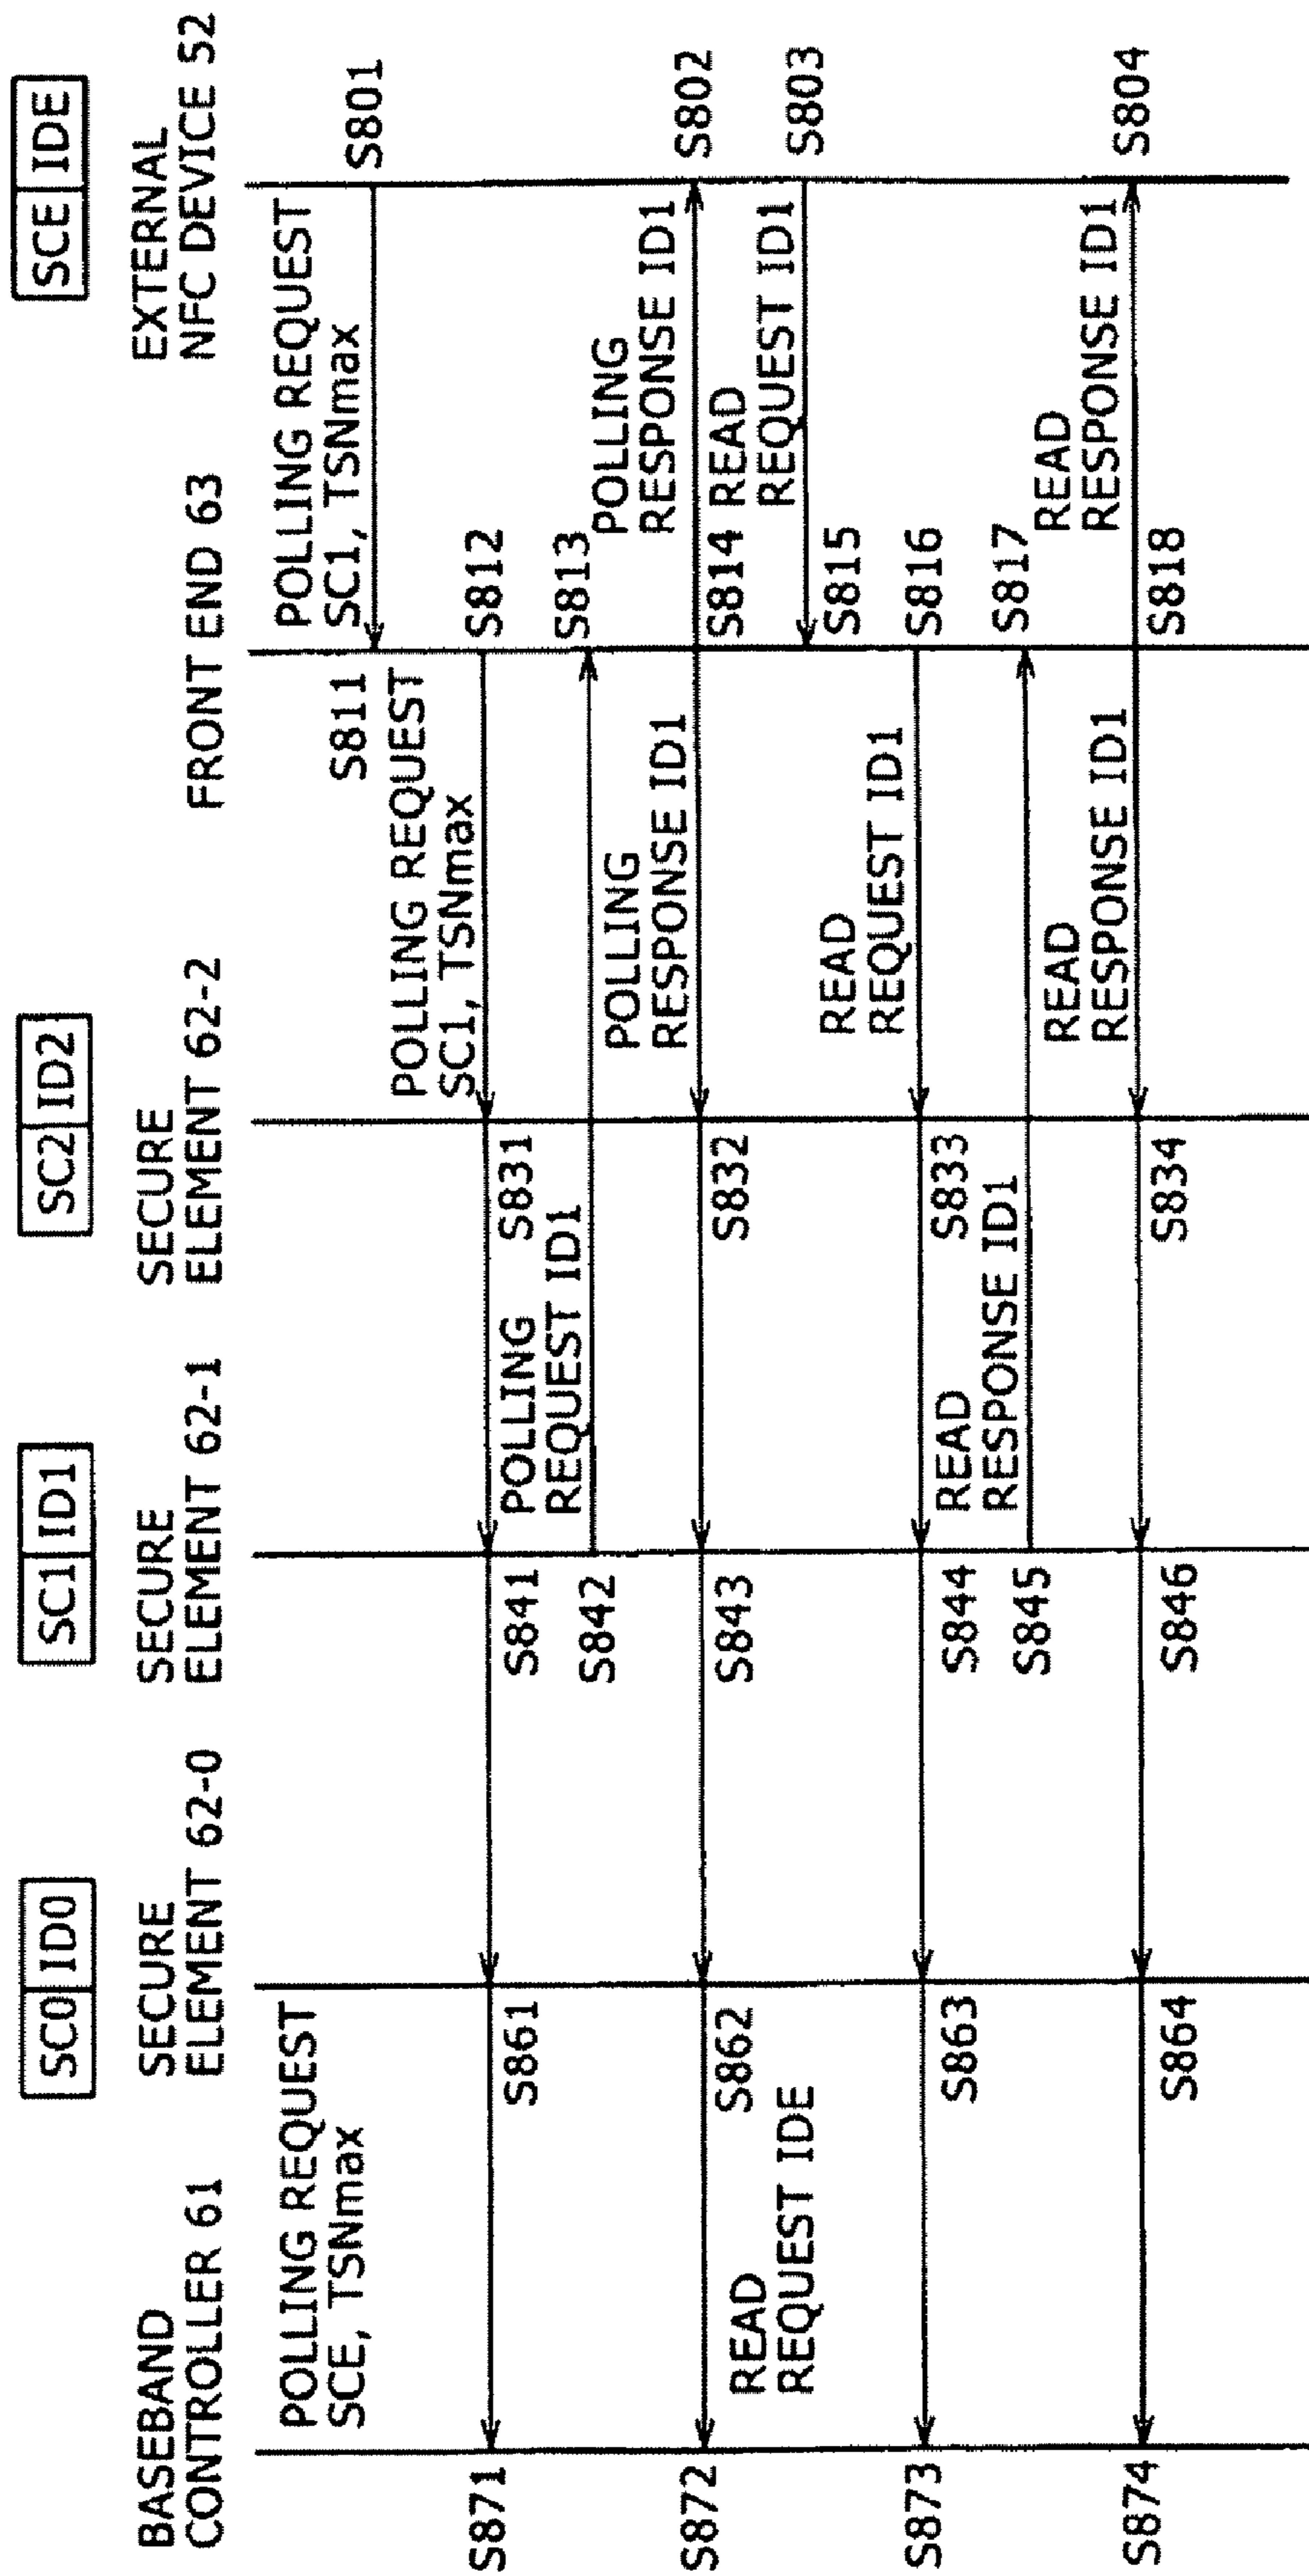 SC0 ID0
SC1 ID1
SC2 ID2
SCE IDE
BASEBAND
CONTROLLER 61
SECURE
ELEMENT 62-0
SECURE
ELEMENT 62-1
SECURE
ELEMENT 62-2
FRONT END 63
EXTERNAL
NFC DEVICE 52
POLLING REQUEST
SCE, TSNmax
POLLING REQUEST
SC1, TSNmax
S801
S811
POLLING REQUEST
SC1, TSNmax
S812
S871
S861
S841
S831
POLLING
REQUEST ID1
S842
S813
POLLING
RESPONSE ID1
POLLING
RESPONSE ID1
S802
S872
S862
S843
S832
S814
READ
REQUEST IDE
READ
REQUEST ID1
S803
S815
READ
REQUEST ID1
S816
S873
S863
S844
S833
READ
RESPONSE ID1
S845
S817
READ
RESPONSE ID1
READ
RESPONSE ID1
S804
S874
S864
S846
S834
S818